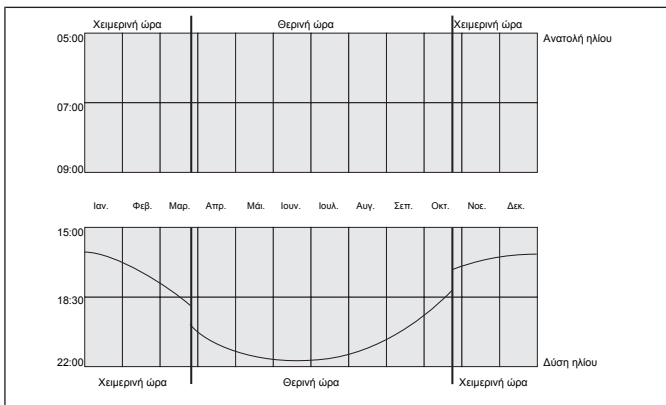 Χειμερινή ώρα Θερινή ώρα Χειμερινή ώρα
05:00 Ανατολή ηλίου
07:00
09:00
Ιαν. Φεβ. Μαρ. Απρ. Μάι. Ιουν. Ιουλ. Αυγ. Σεπ. Οκτ. Νοε. Δεκ.
15:00
18:30
22:00 Δύση ηλίου
Χειμερινή ώρα Θερινή ώρα Χειμερινή ώρα